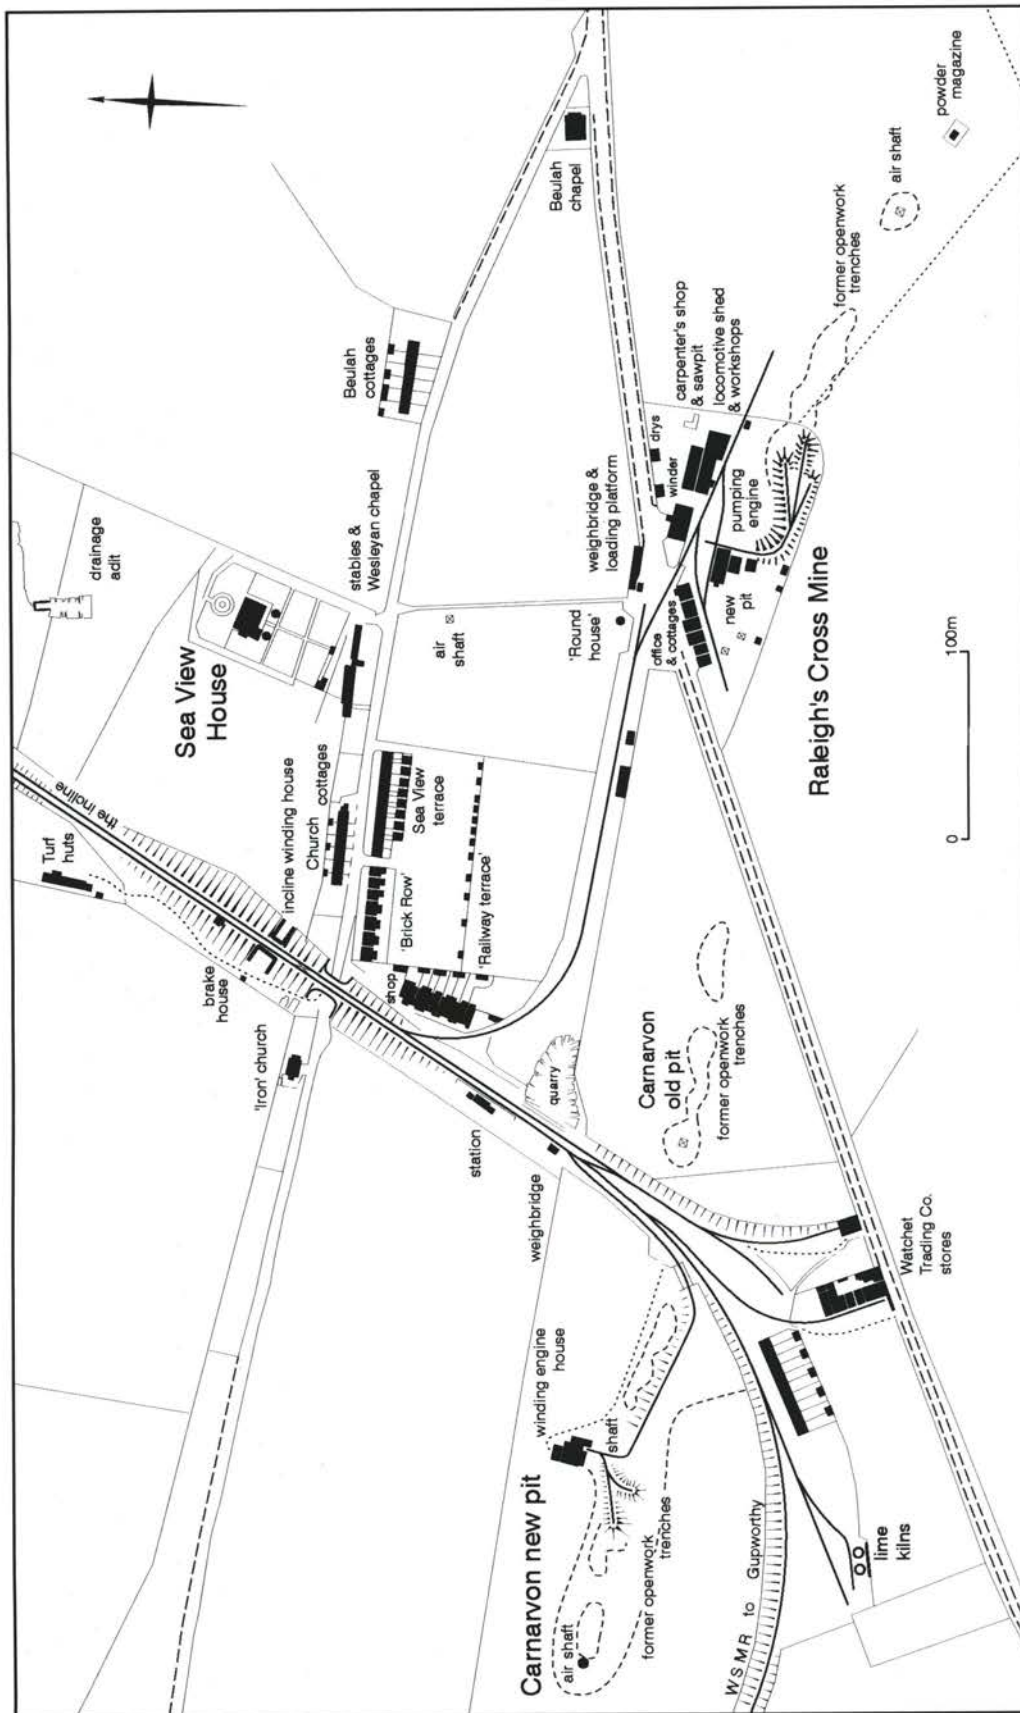 Turf
huts
the incline
drainage
adit
brake
house
incline winding house
Sea View
House
'Iron' church
Church
cottages
stables &
Wesleyan chapel
Beulah
cottages
Beulah
chapel
shop
'Brick Row'
Sea View
terrace
'Railway terrace'
air
shaft
station
weighbridge
quarry
'Round
house'
weighbridge &
loading platform
office
& cottages
winder
drys
carpenter's shop
& sawpit
locomotive shed
& workshops
pumping
engine
new
pit
former openwork
trenches
air shaft
powder
magazine
Raleigh's Cross Mine
Carnarvon
old pit
former openwork
trenches
Carnarvon new pit
winding engine
house
shaft
air shaft
former openwork
trenches
WSMR to Gupworthy
lime
kilns
Watchet
Trading Co.
stores
0
100m